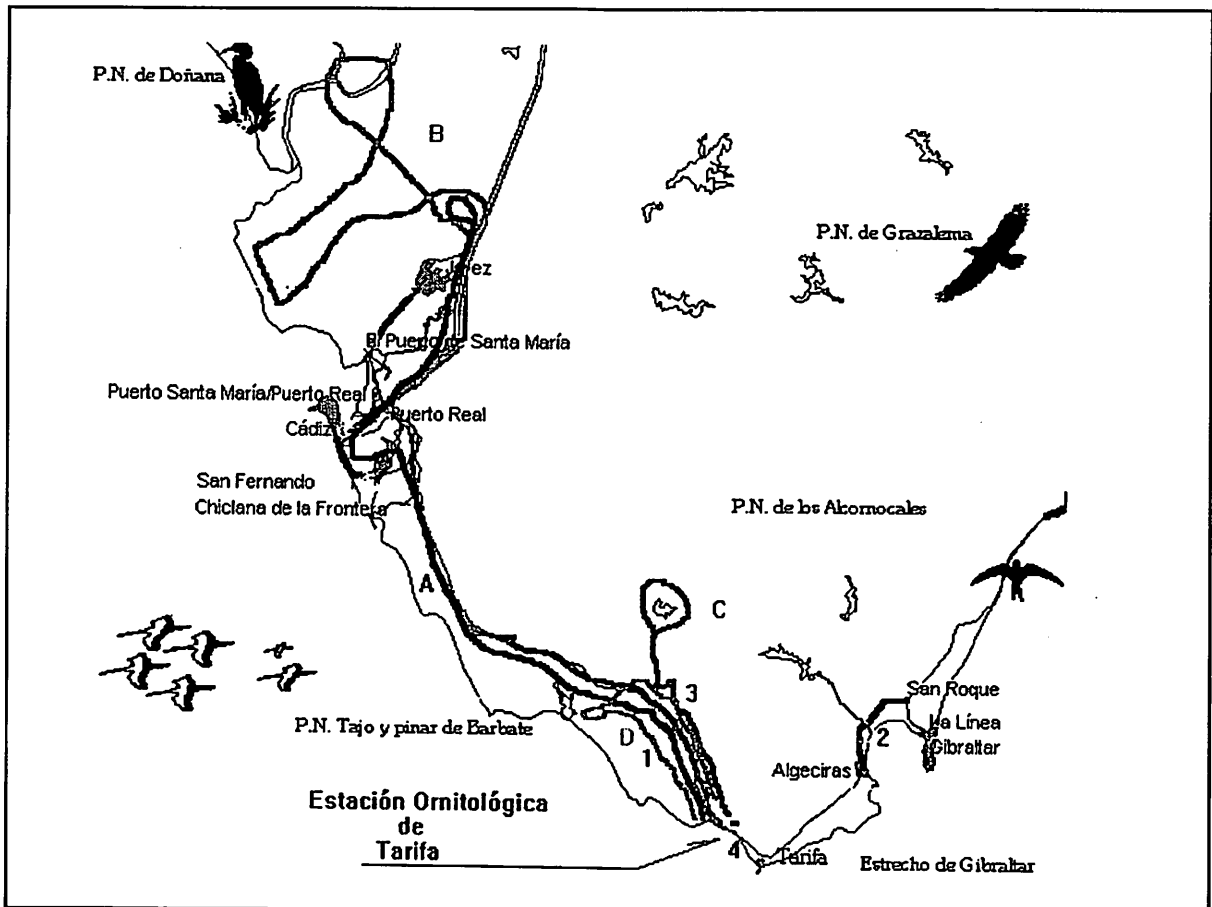 P.N. de Doñana
B
P.N. de Grazalema
Jerez
El Puerto Santa María
Puerto Santa María/Puerto Real
Puerto Real
Cádiz
San Fernando
Chiclana de la Frontera
P.N. de los Alcornocales
A
C
3
San Roque
P.N. Tajo y pinar de Barbate
D
1
2
La Línea
Gibraltar
Algeciras
Estación Ornitológica
de
Tarifa
4
Tarifa
Estrecho de Gibraltar